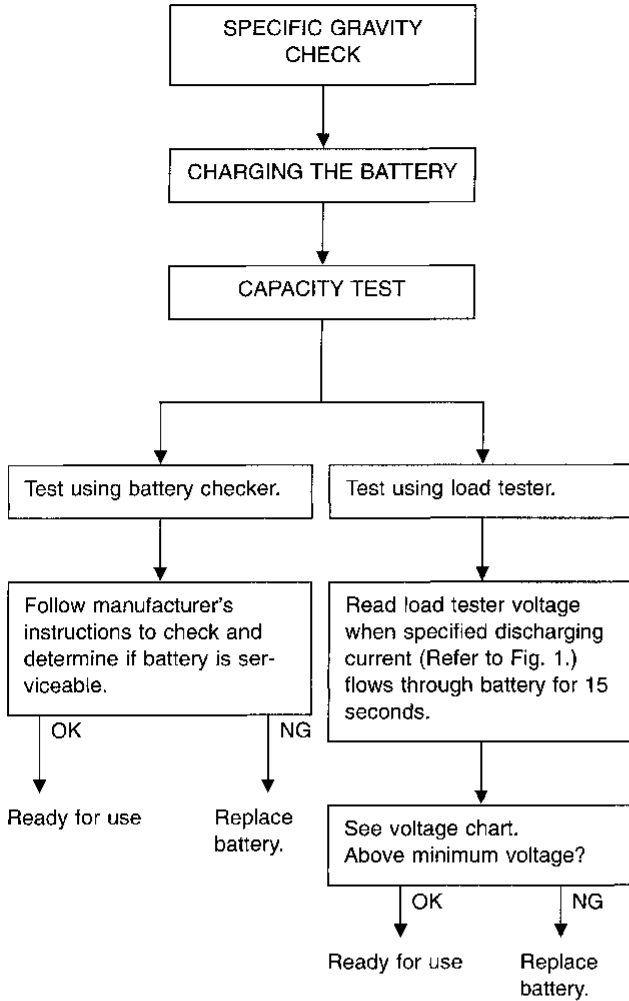 SPECIFIC GRAVITY
CHECK
CHARGING THE BATTERY
CAPACITY TEST
Test using battery checker.
Test using load tester.
Follow manufacturer's
instructions to check and
determine if battery is ser-
viceable.
Read load tester voltage
when specified discharging
current (Refer to Fig. 1.)
flows through battery for 15
seconds.
OK
NG
Ready for use
Replace
battery.
See voltage chart.
Above minimum voltage?
OK
NG
Ready for use
Replace
battery.